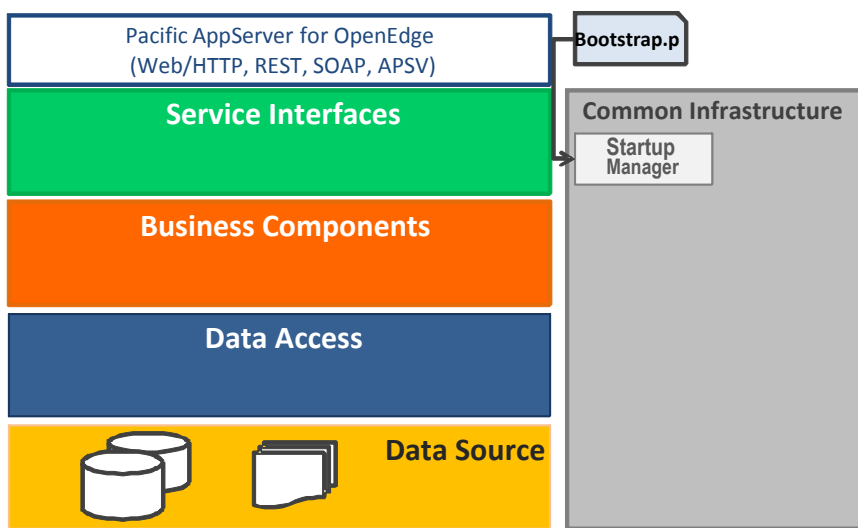 Pacific AppServer for OpenEdge
(Web/HTTP, REST, SOAP, APSV)
Bootstrap.p
Service Interfaces
Common Infrastructure
Startup
Manager
Business Components
Data Access
Data Source